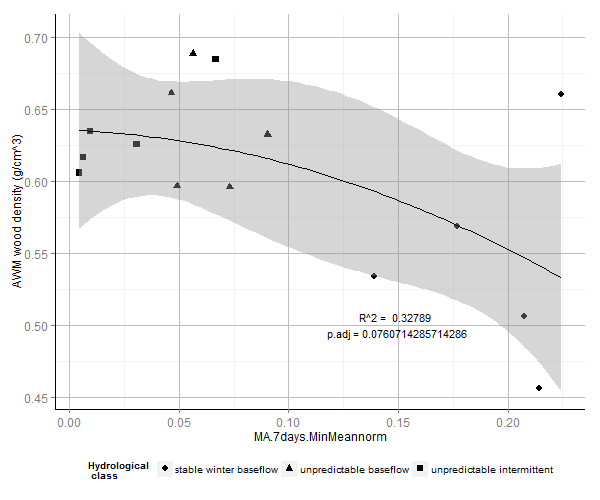 0.70
0.65
0.60
0.55
0.50
0.45
AWM wood density (g/cm^3)
R^2 = 0.32789
p.adj = 0.0760714285714286
0.00 0.05 0.10 0.15 0.20
MA.7days.MinMeannorm
Hydrological
class
stable winter baseflow unpredictable baseflow unpredictable intermittent